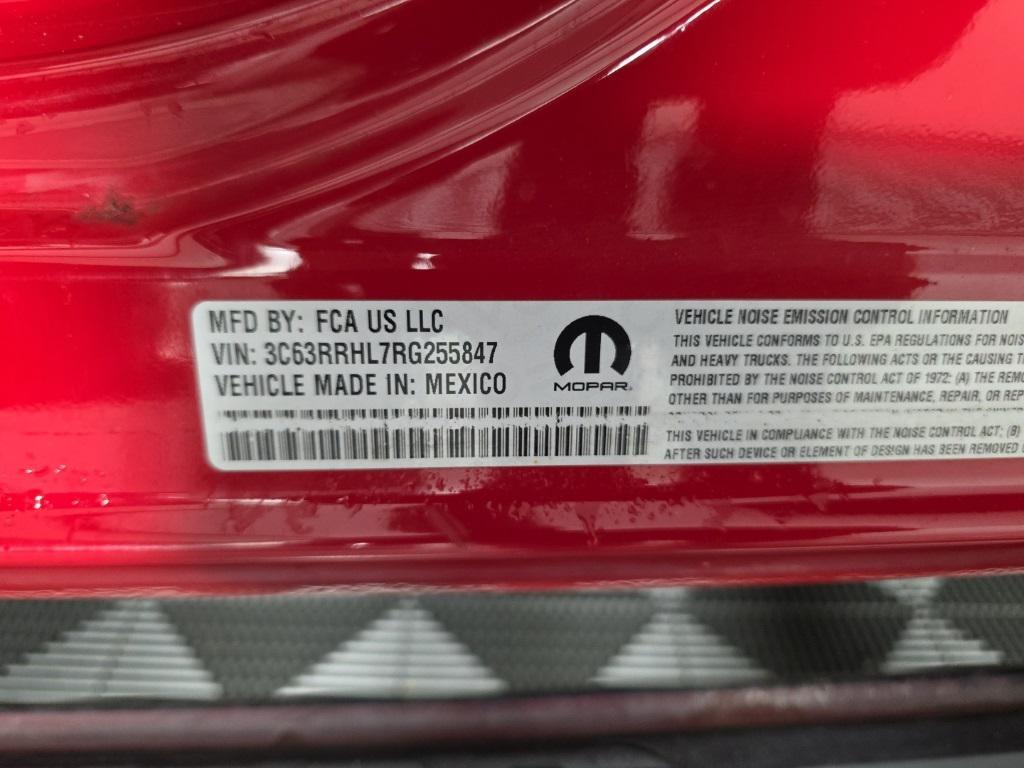 MFD BY: FCA US LLC
VIN: 3C63RRHL7RG255847
VEHICLE MADE IN: MEXICO
MOPAR
VEHICLE NOISE EMISSION CONTROL INFORMATION
THIS VEHICLE CONFORMS TO U.S. EPA REGULATIONS FOR NOIS
AND HEAVY TRUCKS. THE FOLLOWING ACTS OR THE CAUSING T
PROHIBITED BY THE NOISE CONTROL ACT OF 1972: (A) THE REMO
OTHER THAN FOR PURPOSES OF MAINTENANCE, REPAIR, OR REP
THIS VEHICLE IN COMPLIANCE WITH THE NOISE CONTROL ACT; (B)
AFTER SUCH DEVICE OR ELEMENT OF DESIGN HAS BEEN REMOVED